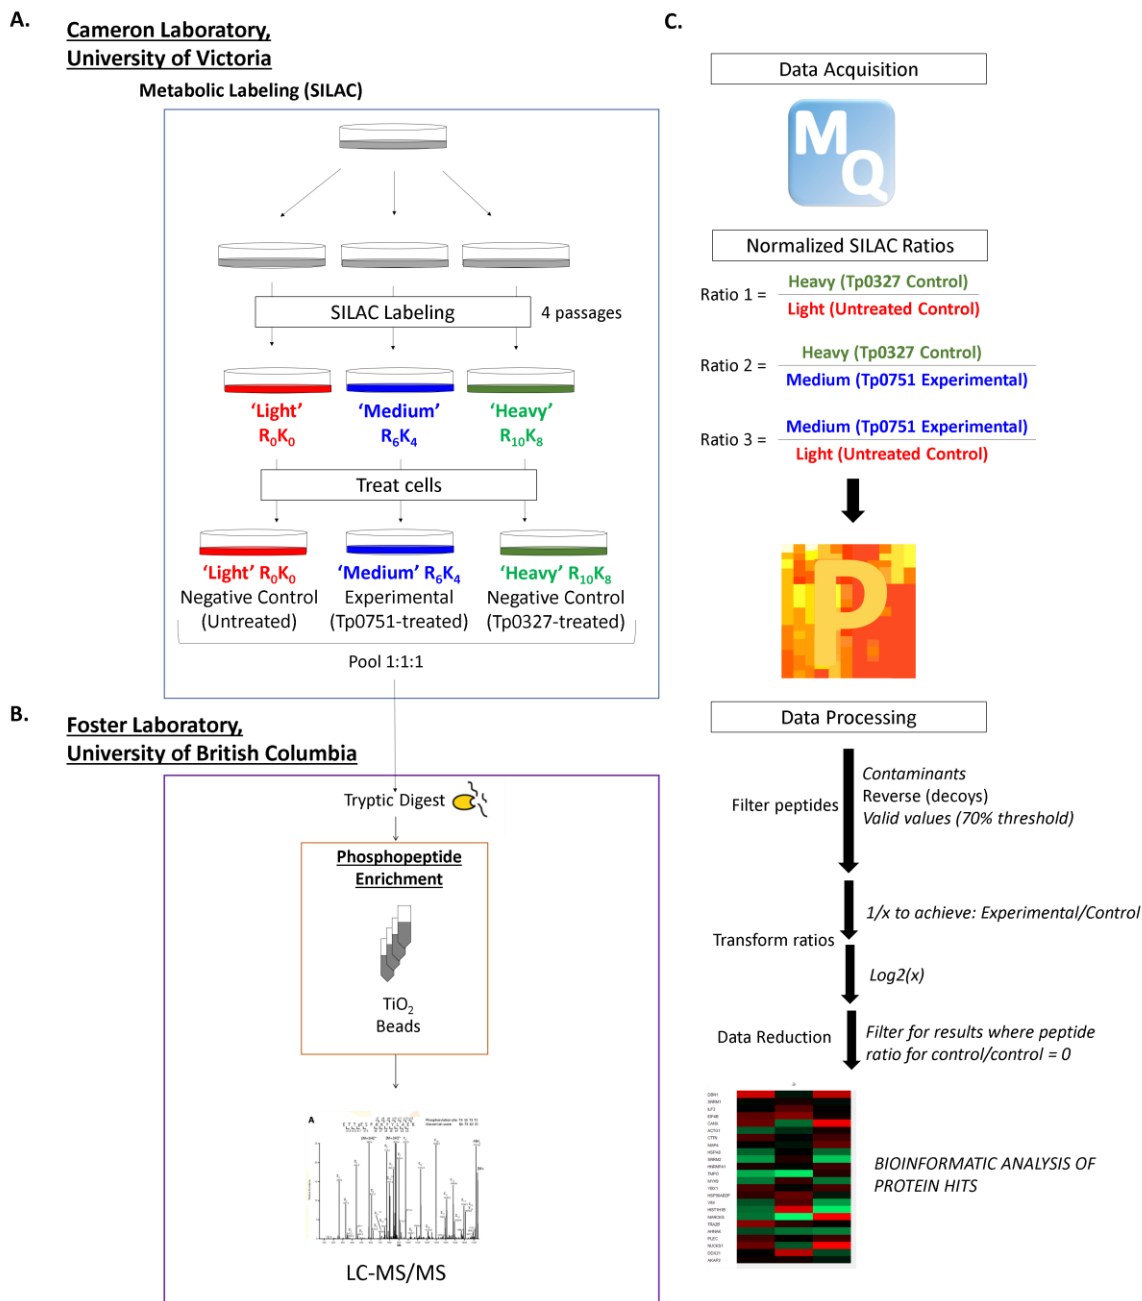 A.
Cameron Laboratory,
University of Victoria
Metabolic Labeling (SILAC)
SILAC Labeling
4 passages
‘Light’
R0K0
‘Medium’
R6K4
‘Heavy’
R10K8
Treat cells
‘Light’ R0K0
Negative Control
(Untreated)
‘Medium’ R6K4
Experimental
(Tp0751-treated)
‘Heavy’ R10K8
Negative Control
(Tp0327-treated)
Pool 1:1:1
B.
Foster Laboratory,
University of British Columbia
Tryptic Digest
Phosphopeptide
Enrichment
TiO2
Beads
A
LC-MS/MS
C.
Data Acquisition
MQ
Normalized SILAC Ratios
Ratio 1 =
Heavy (Tp0327 Control)
Light (Untreated Control)
Ratio 2 =
Heavy (Tp0327 Control)
Medium (Tp0751 Experimental)
Ratio 3 =
Medium (Tp0751 Experimental)
Light (Untreated Control)
P
Data Processing
Filter peptides
Contaminants
Reverse (decoys)
Valid values (70% threshold)
Transform ratios
1/x to achieve: Experimental/Control
Log2(x)
Data Reduction
Filter for results where peptide
ratio for control/control = 0
BIOINFORMATIC ANALYSIS OF
PROTEIN HITS